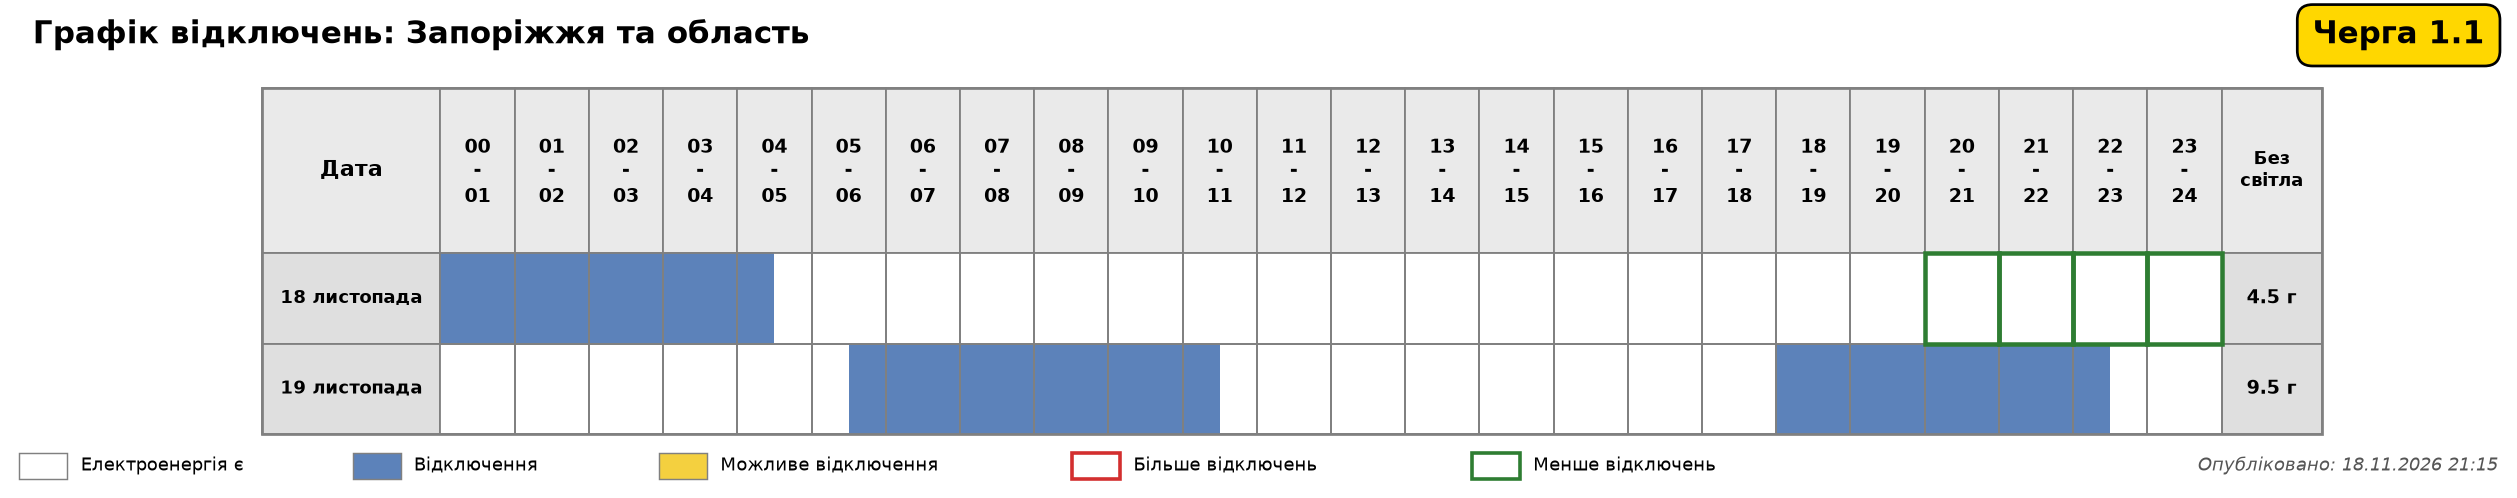 Графік відключень: Запоріжжя та область
Черга 1.1
Дата 00 - 01 01 - 02 02 - 03 03 - 04 04 - 05 05 - 06 06 - 07 07 - 08 08 - 09 09 - 10 10 - 11 11 - 12 12 - 13 13 - 14 14 - 15 15 - 16 16 - 17 17 - 18 18 - 19 19 - 20 20 - 21 21 - 22 22 - 23 23 - 24 Без світла
18 листопада 4.5 г
19 листопада 9.5 г
Електроенергія є Відключення Можливе відключення Більше відключень Менше відключень
Опубліковано: 18.11.2026 21:15